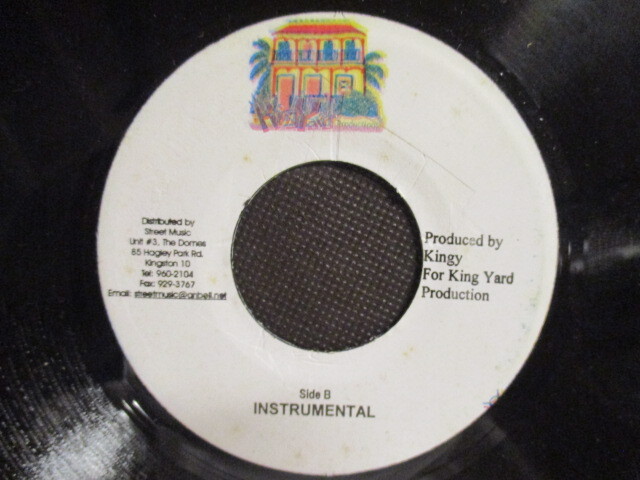 Distributed by
Street Music
Unit #3, The Domes
85 Hagley Park Rd.
Kingston 10
Tel: 960-2104
Fax: 929-3767
Email: streetmusic@anbell.net
Produced by
Kingy
For King Yard
Production
Side B
INSTRUMENTAL